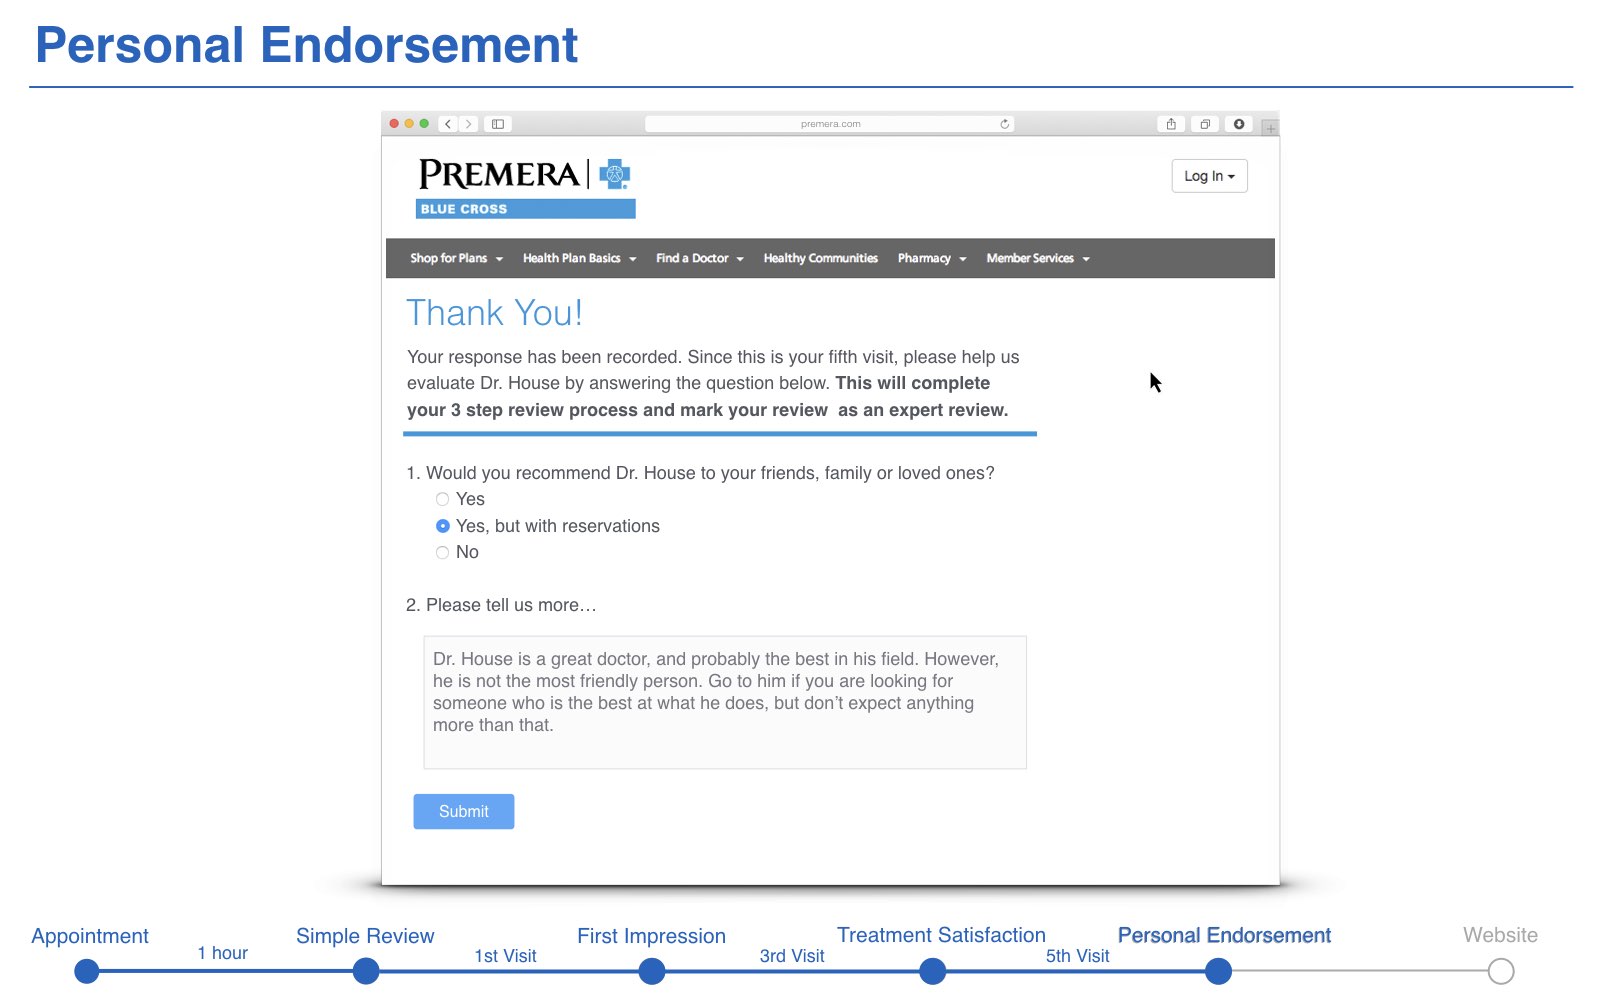 Personal Endorsement
premera.com
PREMERA
BLUE CROSS
Log In
Shop for Plans Health Plan Basics Find a Doctor Healthy Communities Pharmacy Member Services
Thank You!
Your response has been recorded. Since this is your fifth visit, please help us
evaluate Dr. House by answering the question below. This will complete
your 3 step review process and mark your review  as an expert review.
1. Would you recommend Dr. House to your friends, family or loved ones?
Yes
Yes, but with reservations
No
2. Please tell us more…
Dr. House is a great doctor, and probably the best in his field. However,
he is not the most friendly person. Go to him if you are looking for
someone who is the best at what he does, but don’t expect anything
more than that.
Submit
Appointment
1 hour
Simple Review
1st Visit
First Impression
3rd Visit
Treatment Satisfaction
5th Visit
Personal Endorsement
Website